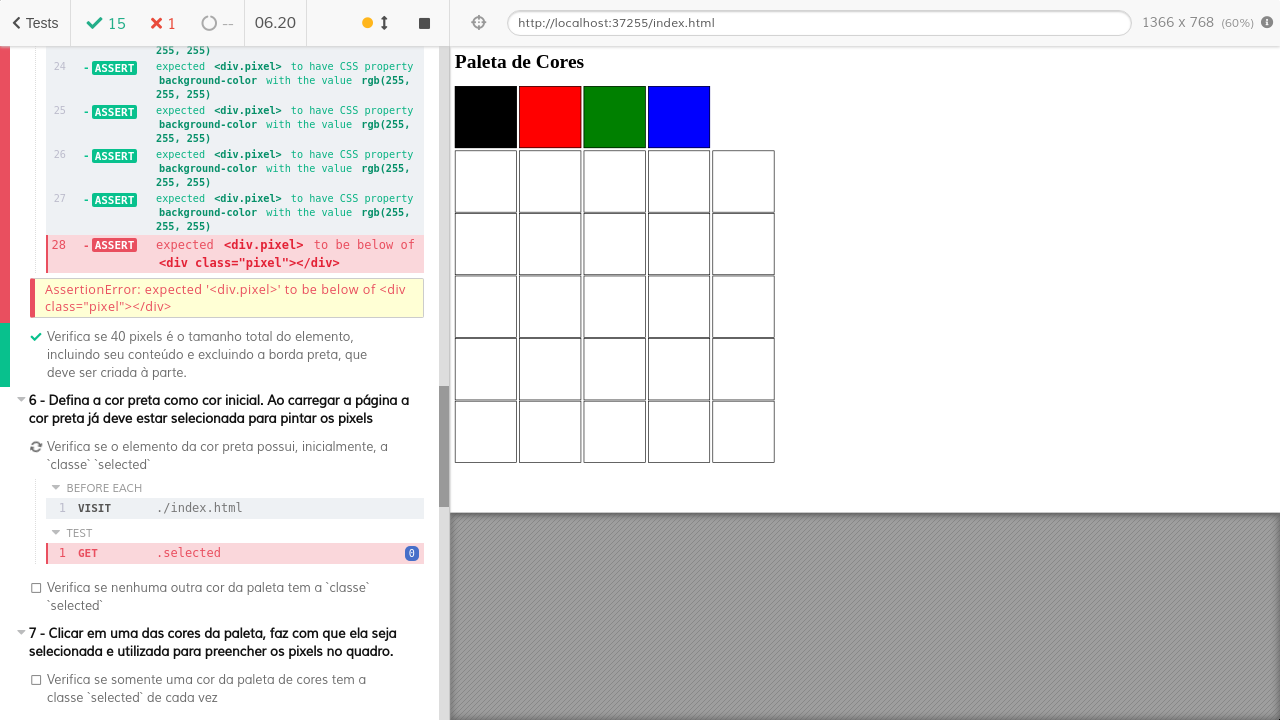 Tests
15
1
--
06.20
http://localhost:37255/index.html
1366 x 768 (60%)
255, 255)
24 - ASSERT expected <div.pixel> to have CSS property
background-color with the value rgb(255,
255, 255)
25 - ASSERT expected <div.pixel> to have CSS property
background-color with the value rgb(255,
255, 255)
26 - ASSERT expected <div.pixel> to have CSS property
background-color with the value rgb(255,
255, 255)
27 - ASSERT expected <div.pixel> to have CSS property
background-color with the value rgb(255,
255, 255)
28 - ASSERT expected <div.pixel> to be below of
<div class="pixel"></div>
AssertionError: expected '<div.pixel>' to be below of <div
class="pixel"></div>
Verifica se 40 pixels é o tamanho total do elemento,
incluindo seu conteúdo e excluindo a borda preta, que
deve ser criada à parte.
6 - Defina a cor preta como cor inicial. Ao carregar a página a
cor preta já deve estar selecionada para pintar os pixels
Verifica se o elemento da cor preta possui, inicialmente, a
`classe` `selected`
BEFORE EACH
1 VISIT ./index.html
TEST
1 GET .selected 0
Verifica se nenhuma outra cor da paleta tem a `classe`
`selected`
7 - Clicar em uma das cores da paleta, faz com que ela seja
selecionada e utilizada para preencher os pixels no quadro.
Verifica se somente uma cor da paleta de cores tem a
classe `selected` de cada vez
Paleta de Cores